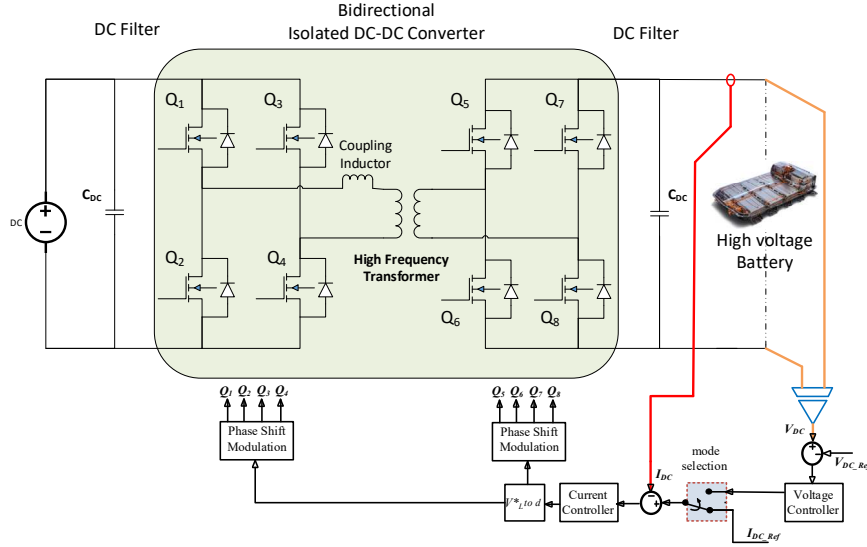 Bidirectional
DC Filter
Isolated DC-DC Converter
DC Filter
Q1
Q3
Q5
Q7
Coupling
Inductor
CDC
CDC
DC
High voltage
Battery
Q2
Q4
High Frequency
Transformer
Q6
Q8
Q1 Q2 Q3 Q4
Q5 Q6 Q7 Q8
Phase Shift
Modulation
Phase Shift
Modulation
VDC
VDC_Ref
mode
selection
IDC
V*L to d
Current
Controller
Voltage
Controller
IDC_Ref